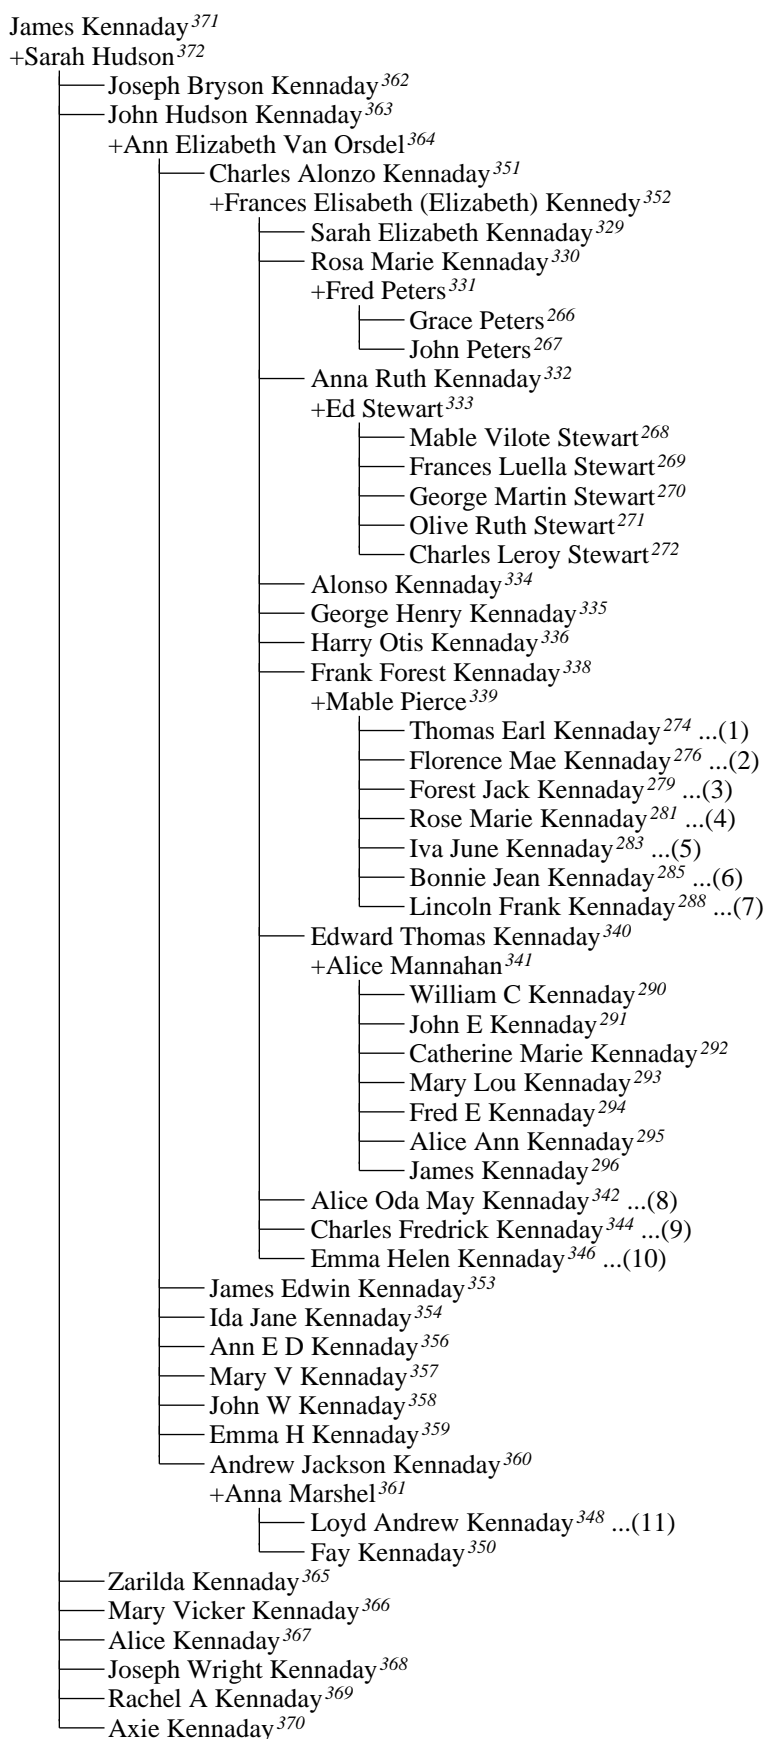 James Kennaday371
+Sarah Hudson372
Joseph Bryson Kennaday362
John Hudson Kennaday363
+Ann Elizabeth Van Orsdel364
Charles Alonzo Kennaday351
+Frances Elisabeth (Elizabeth) Kennedy352
Sarah Elizabeth Kennaday329
Rosa Marie Kennaday330
+Fred Peters331
Grace Peters266
John Peters267
Anna Ruth Kennaday332
+Ed Stewart333
Mable Vilote Stewart268
Frances Luella Stewart269
George Martin Stewart270
Olive Ruth Stewart271
Charles Leroy Stewart272
Alonso Kennaday334
George Henry Kennaday335
Harry Otis Kennaday336
Frank Forest Kennaday338
+Mable Pierce339
Thomas Earl Kennaday274 ...(1)
Florence Mae Kennaday276 ...(2)
Forest Jack Kennaday279 ...(3)
Rose Marie Kennaday281 ...(4)
Iva June Kennaday283 ...(5)
Bonnie Jean Kennaday285 ...(6)
Lincoln Frank Kennaday288 ...(7)
Edward Thomas Kennaday340
+Alice Mannahan341
William C Kennaday290
John E Kennaday291
Catherine Marie Kennaday292
Mary Lou Kennaday293
Fred E Kennaday294
Alice Ann Kennaday295
James Kennaday296
Alice Oda May Kennaday342 ...(8)
Charles Fredrick Kennaday344 ...(9)
Emma Helen Kennaday346 ...(10)
James Edwin Kennaday353
Ida Jane Kennaday354
Ann E D Kennaday356
Mary V Kennaday357
John W Kennaday358
Emma H Kennaday359
Andrew Jackson Kennaday360
+Anna Marshel361
Loyd Andrew Kennaday348 ...(11)
Fay Kennaday350
Zarilda Kennaday365
Mary Vicker Kennaday366
Alice Kennaday367
Joseph Wright Kennaday368
Rachel A Kennaday369
Axie Kennaday370